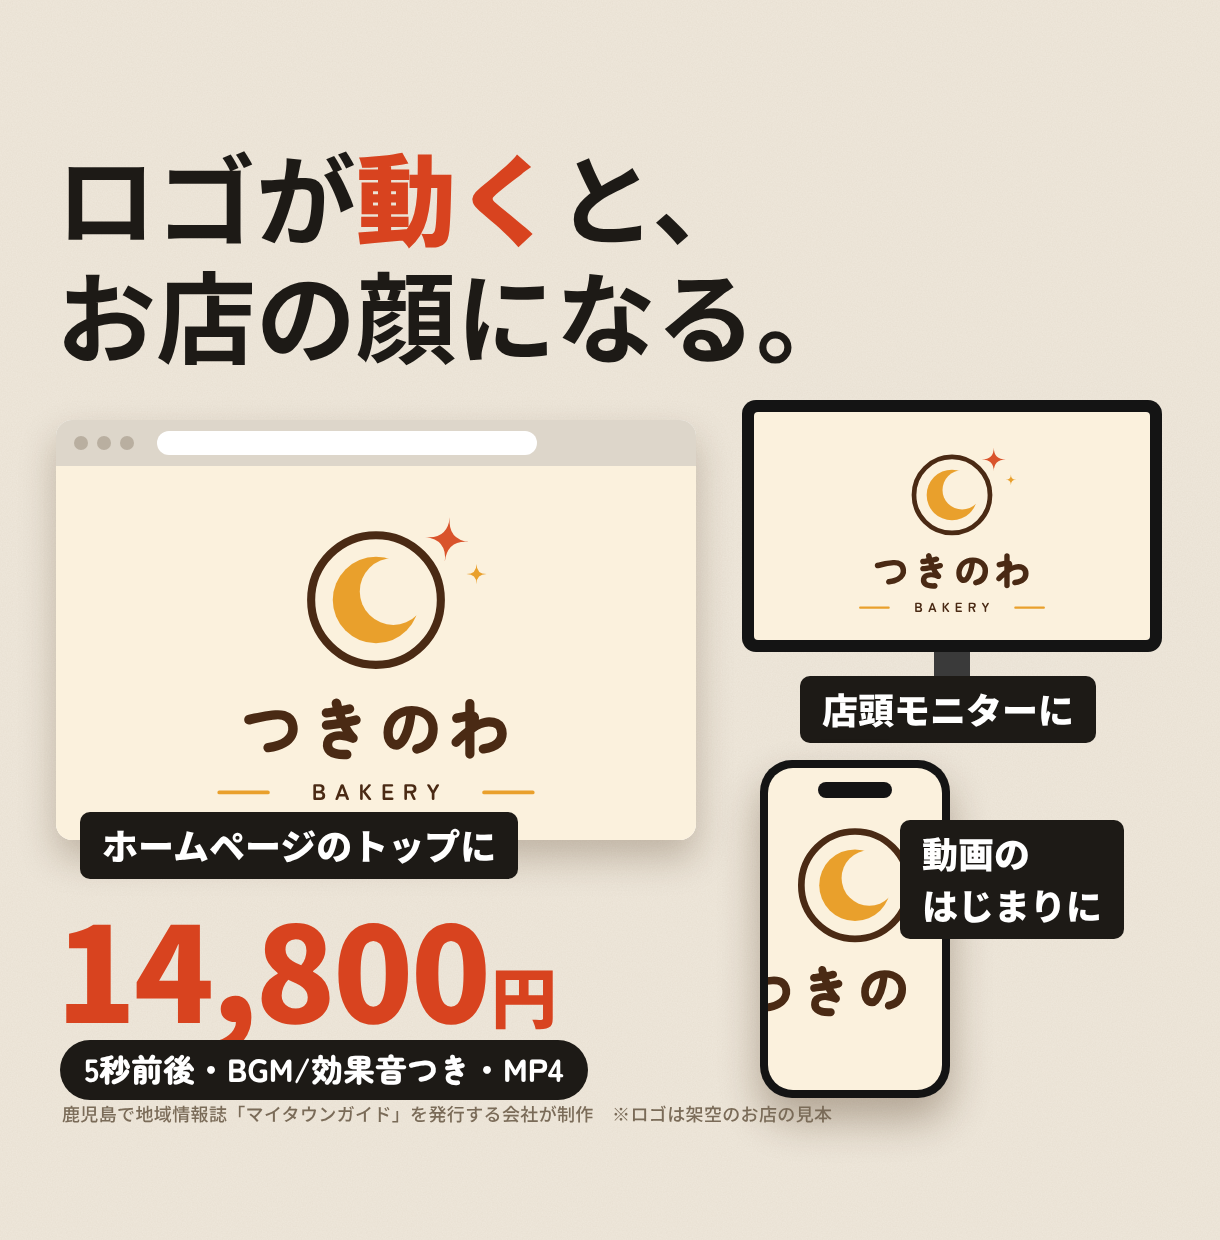 ロゴが動くと、
お店の顔になる。
つきのわ
BAKERY
ホームページのトップに
つきのわ
BAKERY
店頭モニターに
つきの
動画の
はじまりに
14,800円
5秒前後・BGM/効果音つき・MP4
鹿児島で地域情報誌「マイタウンガイド」を発行する会社が制作　※ロゴは架空のお店の見本